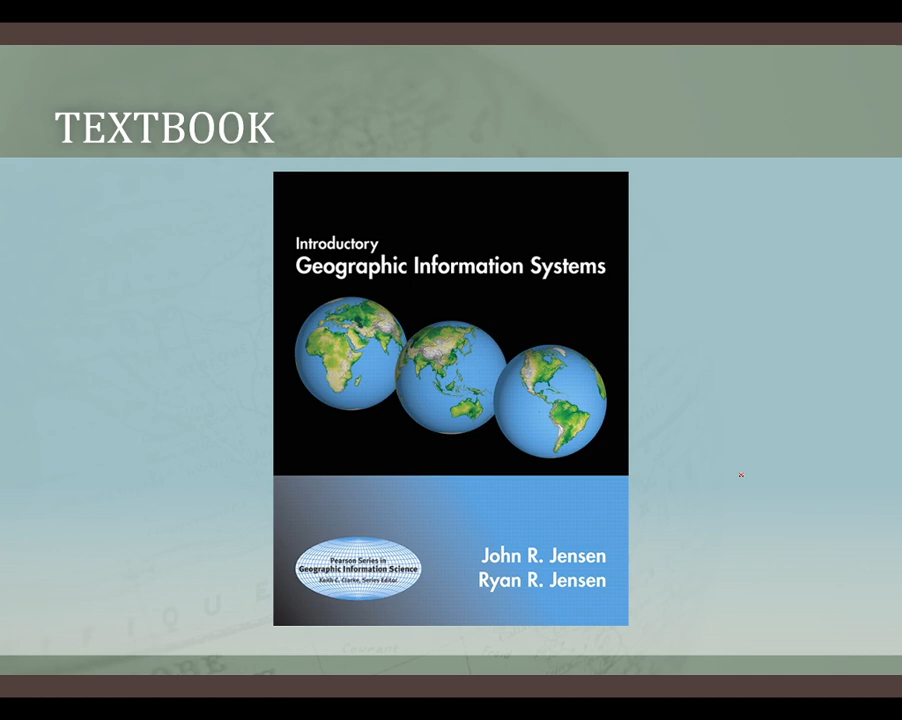 TEXTBOOK
Introductory
Geographic Information Systems
Pearson Series in
Geographic Information Science
Keith C. Clarke, Series Editor
John R. Jensen
Ryan R. Jensen